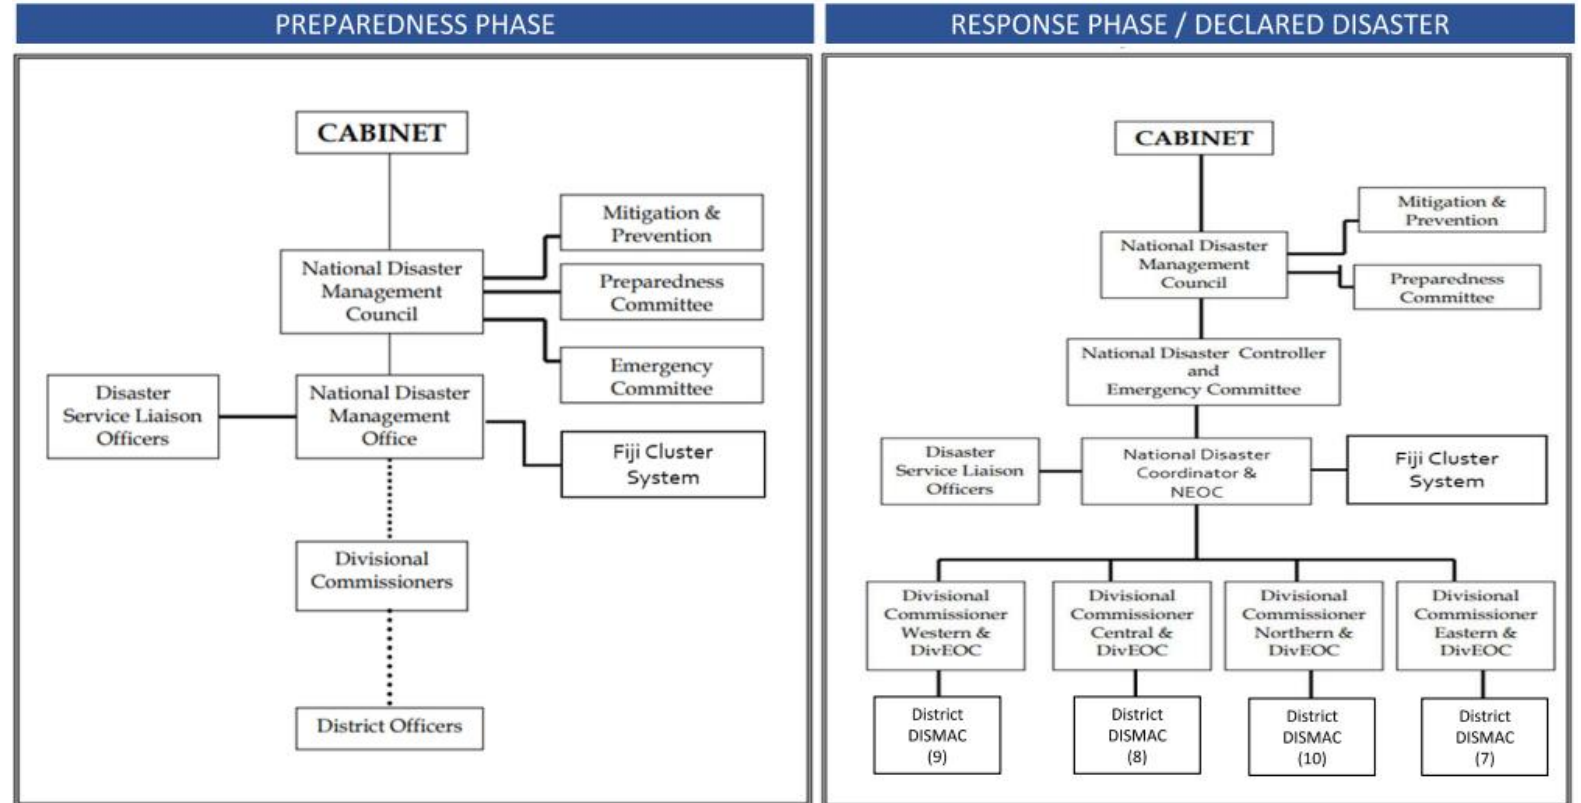 PREPAREDNESS PHASE
CABINET
Mitigation &
Prevention
National Disaster
Management
Council
Preparedness
Committee
Emergency
Committee
Disaster
Service Liaison
Officers
National Disaster
Management
Office
Fiji Cluster
System
Divisional
Commissioners
District Officers
RESPONSE PHASE / DECLARED DISASTER
CABINET
Mitigation &
Prevention
National Disaster
Management
Council
Preparedness
Committee
National Disaster Controller
and
Emergency Committee
Disaster
Service Liaison
Officers
National Disaster
Coordinator &
NEOC
Fiji Cluster
System
Divisional
Commissioner
Western &
DivEOC
Divisional
Commissioner
Central &
DivEOC
Divisional
Commissioner
Northern &
DivEOC
Divisional
Commissioner
Eastern &
DivEOC
District
DISMAC
(9)
District
DISMAC
(8)
District
DISMAC
(10)
District
DISMAC
(7)